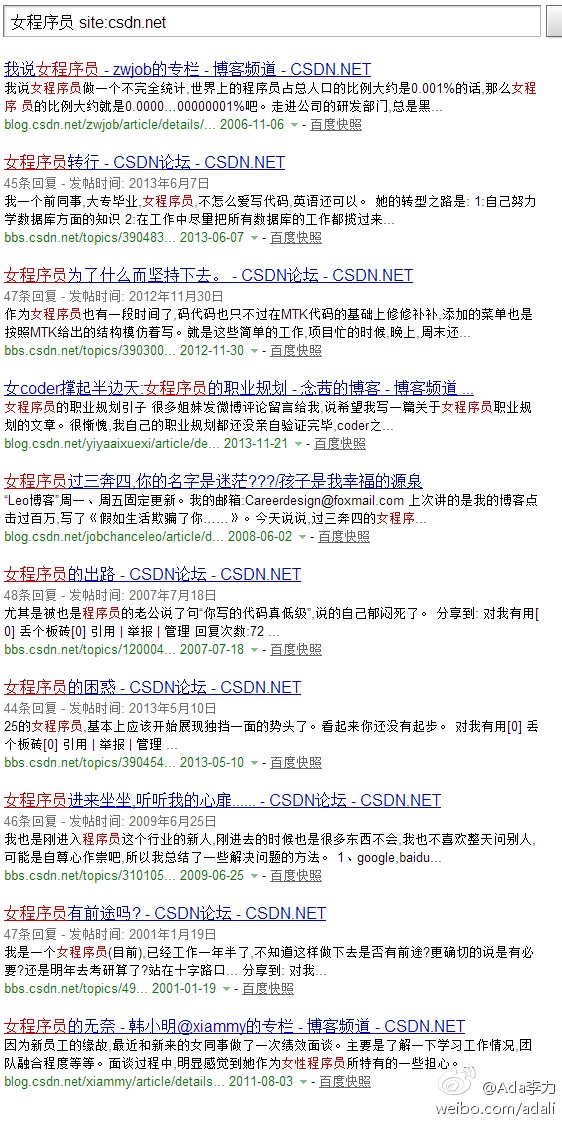 女程序员 site:csdn.net
我说女程序员 - zwjob的专栏 - 博客频道 - CSDN.NET
我说女程序员做一个不完全统计,世界上的程序员占总人口的比例大约是0.001%的话,那么女程
序 员的比例大约就是0.0000...00000001%吧。走进公司的研发部门,总是黑...
blog.csdn.net/zwjob/article/details/... 2006-11-06 - 百度快照
女程序员转行 - CSDN论坛 - CSDN.NET
45条回复 - 发帖时间: 2013年6月7日
我一个前同事,大专毕业,女程序员,不怎么爱写代码,英语还可以。 她的转型之路是: 1:自己努力
学数据库方面的知识 2:在工作中尽量把所有数据库的工作都揽过来...
bbs.csdn.net/topics/390483... 2013-06-07 - 百度快照
女程序员为了什么而坚持下去。 - CSDN论坛 - CSDN.NET
47条回复 - 发帖时间: 2012年11月30日
作为女程序员也有一段时间了,码代码也只不过在MTK代码的基础上修修补补,添加的菜单也是
按照MTK给出的结构模仿着写。就是这些简单的工作,项目忙的时候,晚上,周末还...
bbs.csdn.net/topics/390300... 2012-11-30 - 百度快照
女coder撑起半边天:女程序员的职业规划 - 念茜的博客 - 博客频道 ...
女程序员的职业规划引子 很多姐妹发微博评论留言给我,说希望我写一篇关于女程序员职业规
划的文章。很惭愧,我自己的职业规划都还没亲自验证完毕,coder之...
blog.csdn.net/yiyaaixuexi/article/de... 2013-11-21 - 百度快照
女程序员过三奔四,你的名字是迷茫???/孩子是我幸福的源泉
“Leo博客”周一、周五固定更新。我的邮箱:Careerdesign@foxmail.com 上次讲的是我的博客点
击过百万,写了《假如生活欺骗了你……》。今天说说,过三奔四的女程序...
blog.csdn.net/jobchanceleo/article/d... 2008-06-02 - 百度快照
女程序员的出路 - CSDN论坛 - CSDN.NET
48条回复 - 发帖时间: 2007年7月18日
尤其是被也是程序员的老公说了句“你写的代码真低级”,说的自己郁闷死了。 分享到: 对我有用[
0] 丢个板砖[0] 引用 | 举报 | 管理 回复次数:72 ...
bbs.csdn.net/topics/120004... 2007-07-18 - 百度快照
女程序员的困惑 - CSDN论坛 - CSDN.NET
44条回复 - 发帖时间: 2013年5月10日
25的女程序员,基本上应该开始展现独挡一面的势头了。看起来你还没有起步。 对我有用[0] 丢
个板砖[0] 引用 | 举报 | 管理 ...
bbs.csdn.net/topics/390454... 2013-05-10 - 百度快照
女程序员进来坐坐,听听我的心扉...... - CSDN论坛 - CSDN.NET
46条回复 - 发帖时间: 2009年6月25日
我也是刚进入程序员这个行业的新人,刚进去的时候也是很多东西不会,我也不喜欢整天问别人,
可能是自尊心作祟吧,所以我总结了一些解决问题的方法。 1、google,baidu...
bbs.csdn.net/topics/310105... 2009-06-25 - 百度快照
女程序员有前途吗? - CSDN论坛 - CSDN.NET
47条回复 - 发帖时间: 2001年1月19日
我是一个女程序员(目前),已经工作一年半了,不知道这样做下去是否有前途?更确切的说是有必
要?还是明年去考研算了?站在十字路口... 分享到: 对我...
bbs.csdn.net/topics/49... 2001-01-19 - 百度快照
女程序员的无奈 - 韩小明@xiammy的专栏 - 博客频道 - CSDN.NET
因为新员工的缘故,最近和新来的女同事做了一次绩效面谈。主要是了解一下学习工作情况,团
队融合程度等等。面谈过程中,明显感觉到她作为女性程序员所特有的一些担心。
blog.csdn.net/xiammy/article/details... 2011-08-03 - 百度快照
@Ada李力
weibo.com/adali